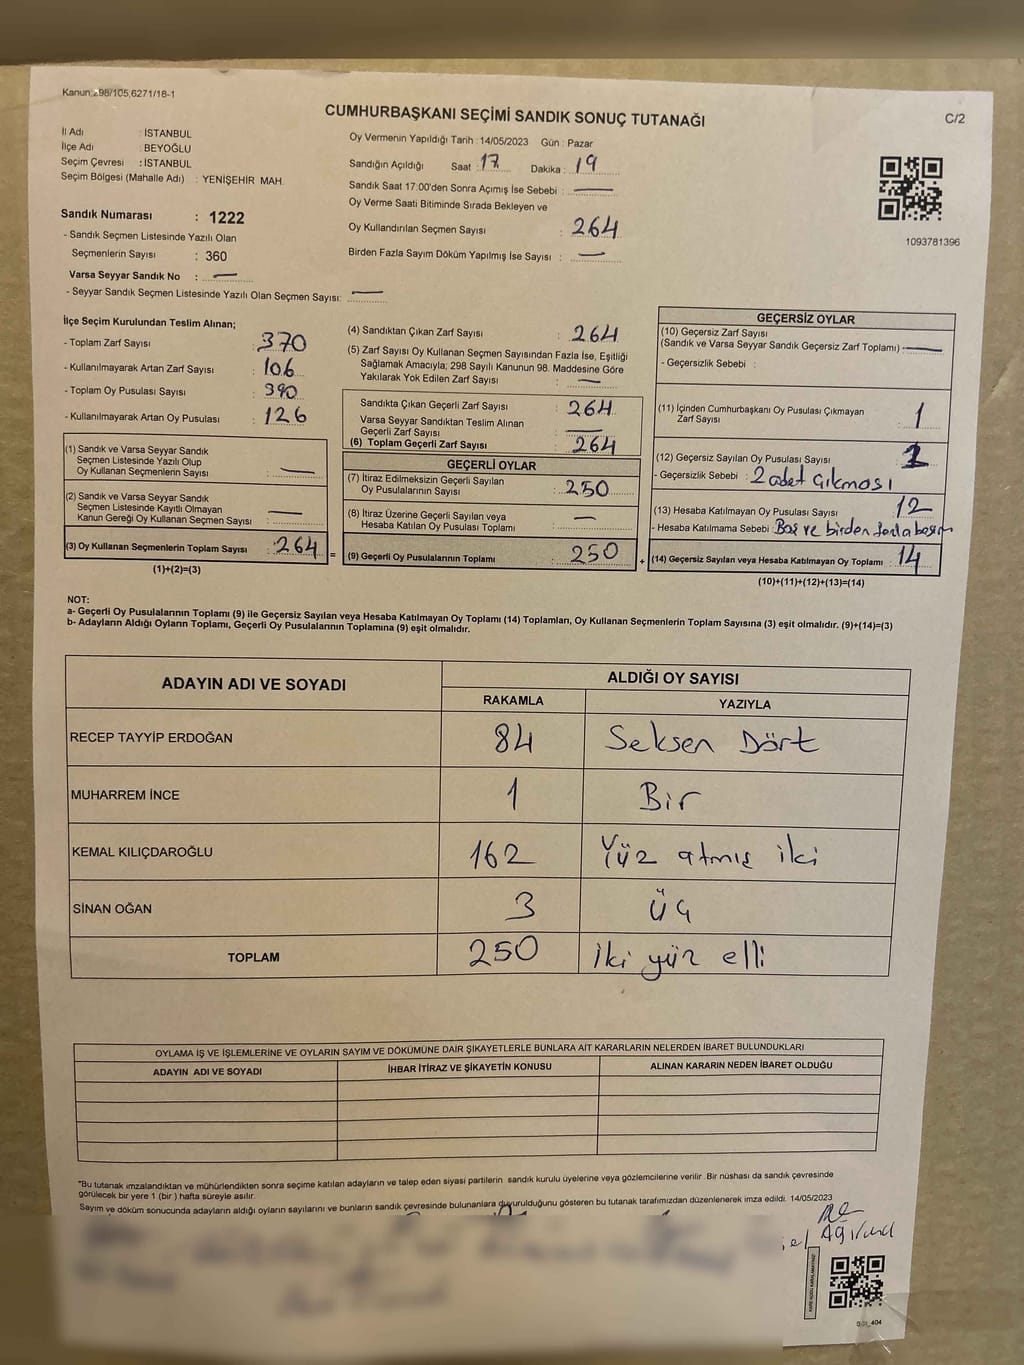 Kanun:298/105,6271/18-1
CUMHURBAŞKANI SEÇİMİ SANDIK SONUÇ TUTANAĞI
C/2
İl Adı : İSTANBUL
İlçe Adı : BEYOĞLU
Seçim Çevresi : İSTANBUL
Seçim Bölgesi (Mahalle Adı) : YENİŞEHİR MAH.
Oy Vermenin Yapıldığı Tarih : 14/05/2023 Gün : Pazar
Sandığın Açıldığı Saat : 17 Dakika : 19
Sandık Saat 17:00'den Sonra Açımış İse Sebebi : —
Oy Verme Saati Bitiminde Sırada Bekleyen ve
Oy Kullandırılan Seçmen Sayısı : 264
Birden Fazla Sayım Döküm Yapılmış İse Sayısı : —
1093781396
Sandık Numarası : 1222
- Sandık Seçmen Listesinde Yazılı Olan
Seçmenlerin Sayısı : 360
Varsa Seyyar Sandık No : —
- Seyyar Sandık Seçmen Listesinde Yazılı Olan Seçmen Sayısı: —
İlçe Seçim Kurulundan Teslim Alınan;
- Toplam Zarf Sayısı : 370
- Kullanılmayarak Artan Zarf Sayısı : 106
- Toplam Oy Pusulası Sayısı : 390
- Kullanılmayarak Artan Oy Pusulası : 126
(1) Sandık ve Varsa Seyyar Sandık
Seçmen Listesinde Yazılı Olup
Oy Kullanan Seçmenlerin Sayısı : —
(2) Sandık ve Varsa Seyyar Sandık
Seçmen Listesinde Kayıtlı Olmayan
Kanun Gereği Oy Kullanan Seçmen Sayısı : —
(3) Oy Kullanan Seçmenlerin Toplam Sayısı : 264 =
(1)+(2)=(3)
(4) Sandıktan Çıkan Zarf Sayısı : 264
(5) Zarf Sayısı Oy Kullanan Seçmen Sayısından Fazla İse, Eşitliği
Sağlamak Amacıyla; 298 Sayılı Kanunun 98. Maddesine Göre
Yakılarak Yok Edilen Zarf Sayısı : —
Sandıkta Çıkan Geçerli Zarf Sayısı : 264
Varsa Seyyar Sandıktan Teslim Alınan
Geçerli Zarf Sayısı : —
(6) Toplam Geçerli Zarf Sayısı : 264
GEÇERLİ OYLAR
(7) İtiraz Edilmeksizin Geçerli Sayılan
Oy Pusulalarının Sayısı : 250
(8) İtiraz Üzerine Geçerli Sayılan veya
Hesaba Katılan Oy Pusulası Toplamı : —
(9) Geçerli Oy Pusulalarının Toplamı : 250 +
GEÇERSİZ OYLAR
(10) Geçersiz Zarf Sayısı
(Sandık ve Varsa Seyyar Sandık Geçersiz Zarf Toplamı) : —
- Geçersizlik Sebebi :
(11) İçinden Cumhurbaşkanı Oy Pusulası Çıkmayan
Zarf Sayısı : 1
(12) Geçersiz Sayılan Oy Pusulası Sayısı : 1
- Geçersizlik Sebebi : 2 adet çıkması
(13) Hesaba Katılmayan Oy Pusulası Sayısı : 12
- Hesaba Katılmama Sebebi : Boş ve birden fazla basım
(14) Geçersiz Sayılan veya Hesaba Katılmayan Oy Toplamı : 14
(10)+(11)+(12)+(13)=(14)
NOT:
a- Geçerli Oy Pusulalarının Toplamı (9) ile Geçersiz Sayılan veya Hesaba Katılmayan Oy Toplamı (14) Toplamları, Oy Kullanan Seçmenlerin Toplam Sayısına (3) eşit olmalıdır. (9)+(14)=(3)
b- Adayların Aldığı Oyların Toplamı, Geçerli Oy Pusulalarının Toplamına (9) eşit olmalıdır.
ADAYIN ADI VE SOYADI ALDIĞI OY SAYISI
RAKAMLA YAZIYLA
RECEP TAYYİP ERDOĞAN 84 Seksen Dört
MUHARREM İNCE 1 Bir
KEMAL KILIÇDAROĞLU 162 Yüz atmış iki
SİNAN OĞAN 3 Üç
TOPLAM 250 İki yüz elli
OYLAMA İŞ VE İŞLEMLERİNE VE OYLARIN SAYIM VE DÖKÜMÜNE DAİR ŞİKAYETLERLE BUNLARA AİT KARARLARIN NELERDEN İBARET BULUNDUKLARI
ADAYIN ADI VE SOYADI İHBAR İTİRAZ VE ŞİKAYETİN KONUSU ALINAN KARARIN NEDEN İBARET OLDUĞU
"Bu tutanak imzalandıktan ve mühürlendikten sonra seçime katılan adayların ve talep eden siyasi partilerin sandık kurulu üyelerine veya gözlemcilerine verilir. Bir nüshası da sandık çevresinde
görülecek bir yere 1 (bir ) hafta süreyle asılır.
Sayım ve döküm sonucunda adayların aldığı oyların sayılarını ve bunların sandık çevresinde bulunanlara duyurulduğunu gösteren bu tutanak tarafımızdan düzenlenerek imza edildi. 14/05/2023